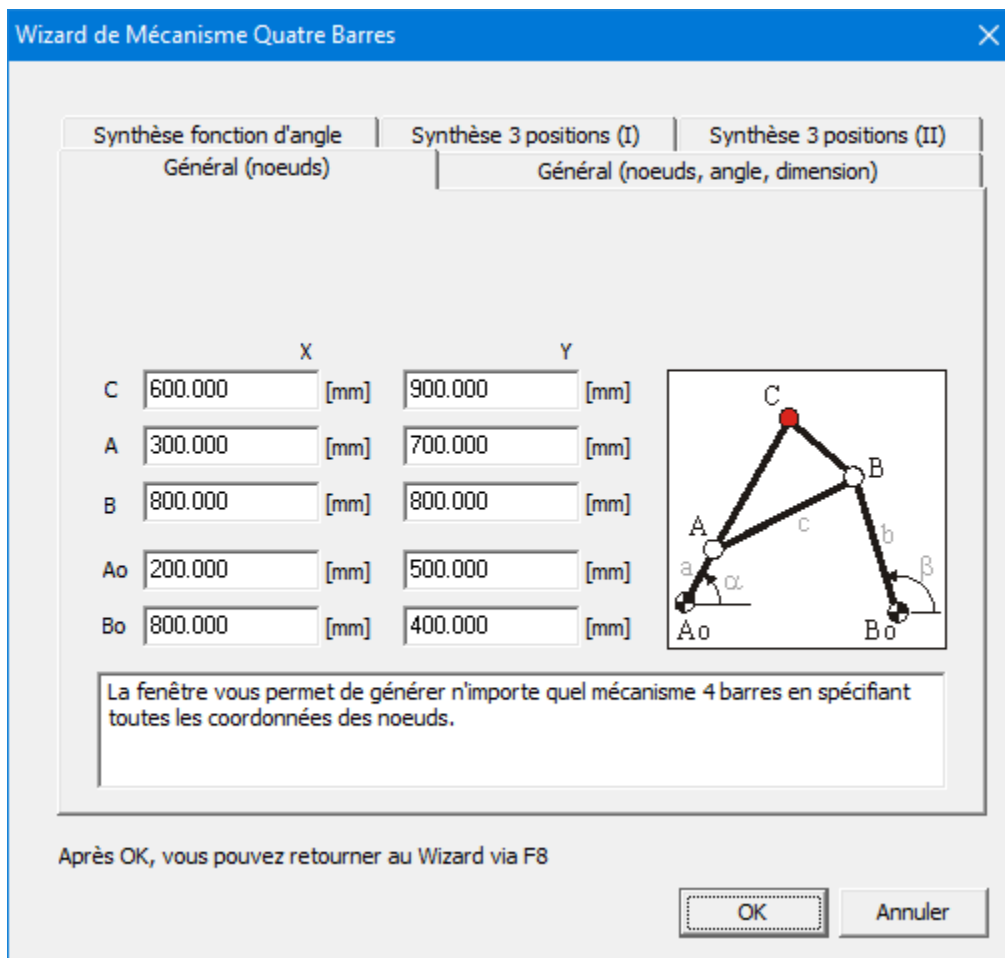 Wizard de Mécanisme Quatre Barres
Synthèse fonction d'angle Synthèse 3 positions (I) Synthèse 3 positions (II)
Général (noeuds) Général (noeuds, angle, dimension)
X Y
C 600.000 [mm] 900.000 [mm]
A 300.000 [mm] 700.000 [mm]
B 800.000 [mm] 800.000 [mm]
Ao 200.000 [mm] 500.000 [mm]
Bo 800.000 [mm] 400.000 [mm]
C
B
A c b
a α β
Ao Bo
La fenêtre vous permet de générer n'importe quel mécanisme 4 barres en spécifiant
toutes les coordonnées des noeuds.
Après OK, vous pouvez retourner au Wizard via F8
OK Annuler